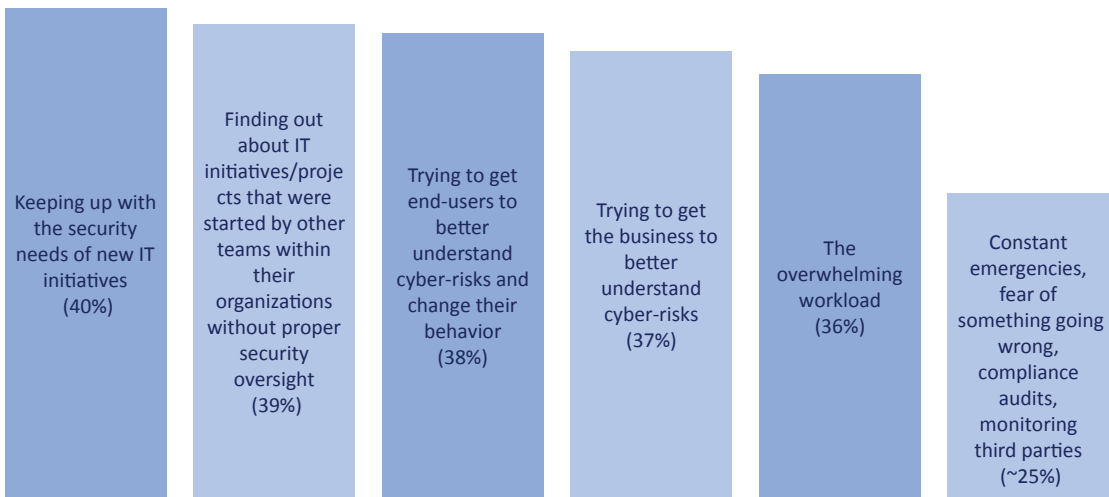 Keeping up with
the security
needs of new IT
initiatives
(40%)
Finding out
about IT
initiatives/proje
cts that were
started by other
teams within
their
organizations
without proper
security
oversight
(39%)
Trying to get
end-users to
better
understand
cyber-risks and
change their
behavior
(38%)
Trying to get
the business to
better
understand
cyber-risks
(37%)
The
overwhelming
workload
(36%)
Constant
emergencies,
fear of
something going
wrong,
compliance
audits,
monitoring
third parties
(~25%)